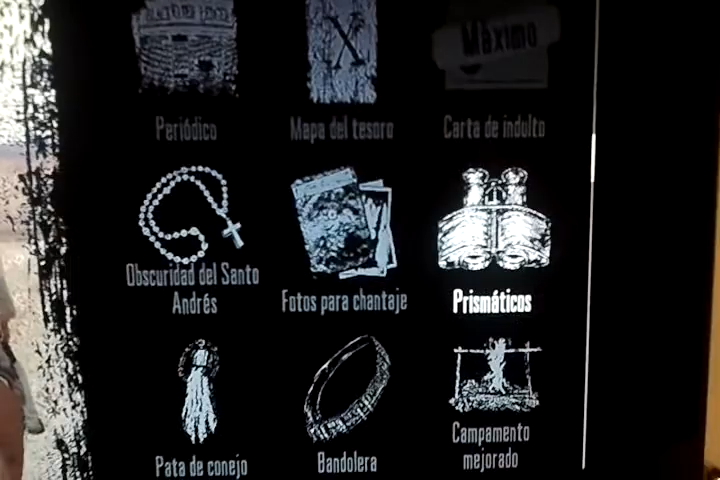 X
Máximo
Periódico
Mapa del tesoro
Carta de indulto
Obscuridad del Santo
Andrés
Fotos para chantaje
Prismáticos
Pata de conejo
Bandolera
Campamento
mejorado